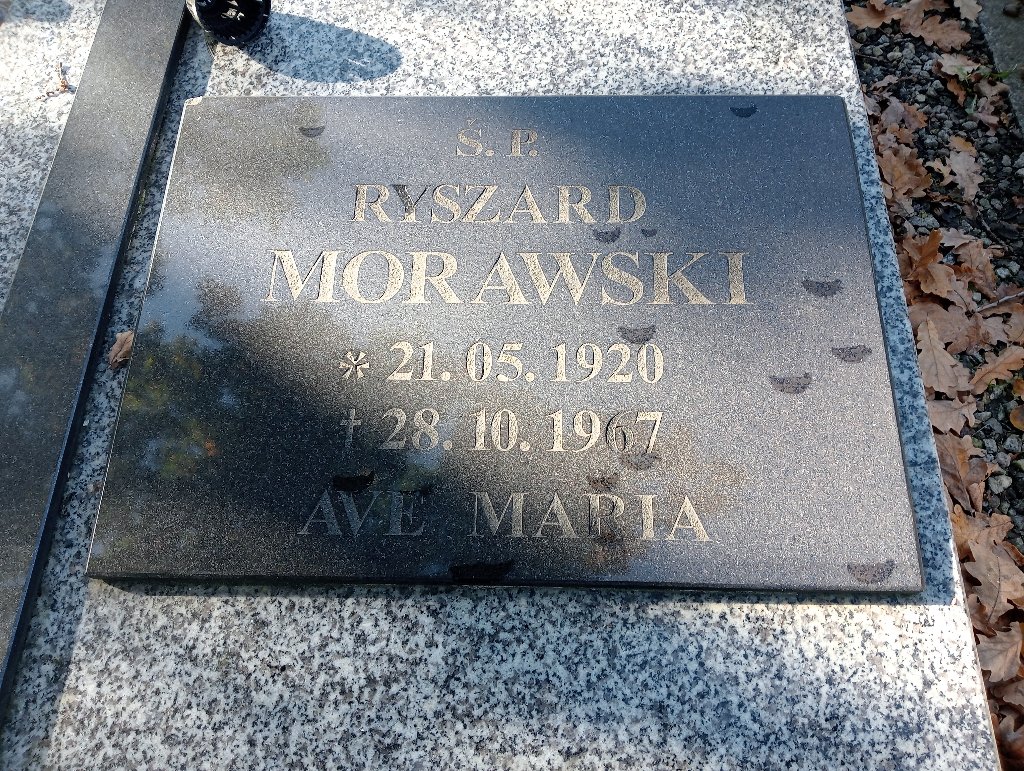 Ś. P.
RYSZARD
MORAWSKI
* 21. 05. 1920
† 28. 10. 1967
AVE MARIA